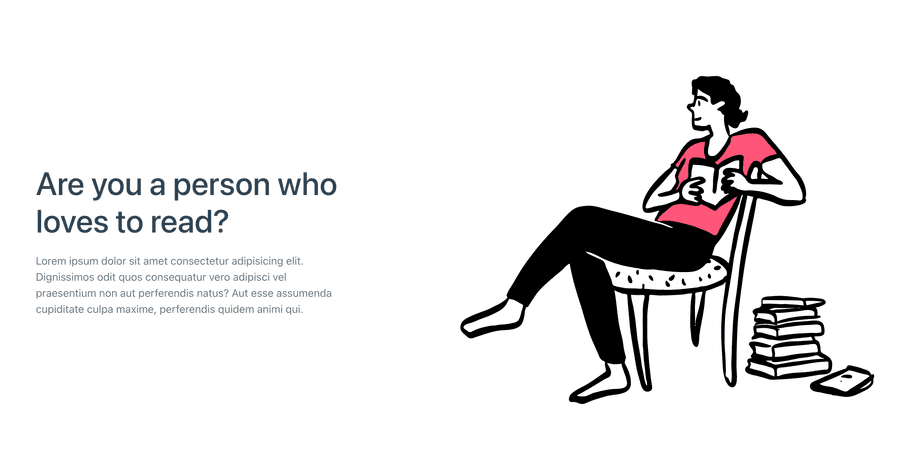 Are you a person who
loves to read?
Lorem ipsum dolor sit amet consectetur adipisicing elit.
Dignissimos odit quos consequatur vero adipisci vel
praesentium non aut perferendis natus? Aut esse assumenda
cupiditate culpa maxime, perferendis quidem animi qui.